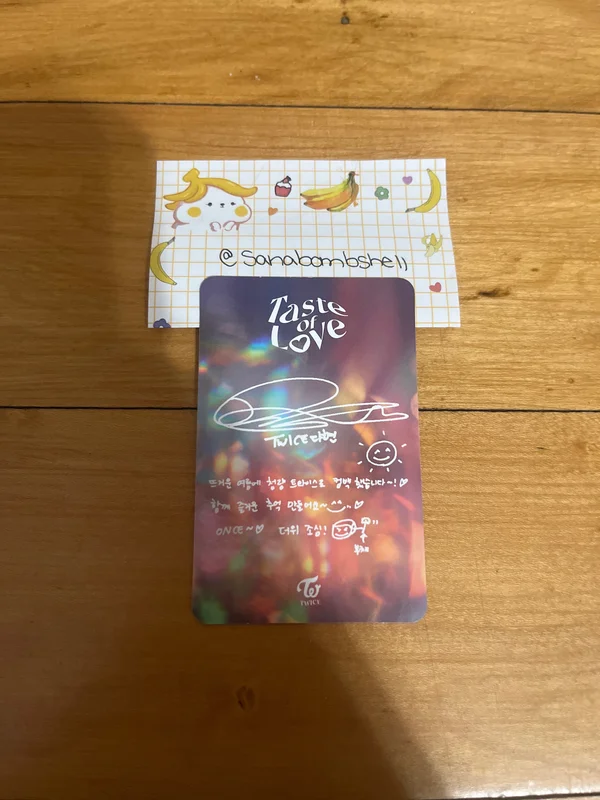 @sanabombshell
Taste
of
Love
TWICE 다현
뜨거운 여름에 청량 트와이스로 컴백 했습니다~!♡
함께 즐거운 추억 만들어요~^^..♡
ONCE~♡ 더위 조심!
부채
TWICE